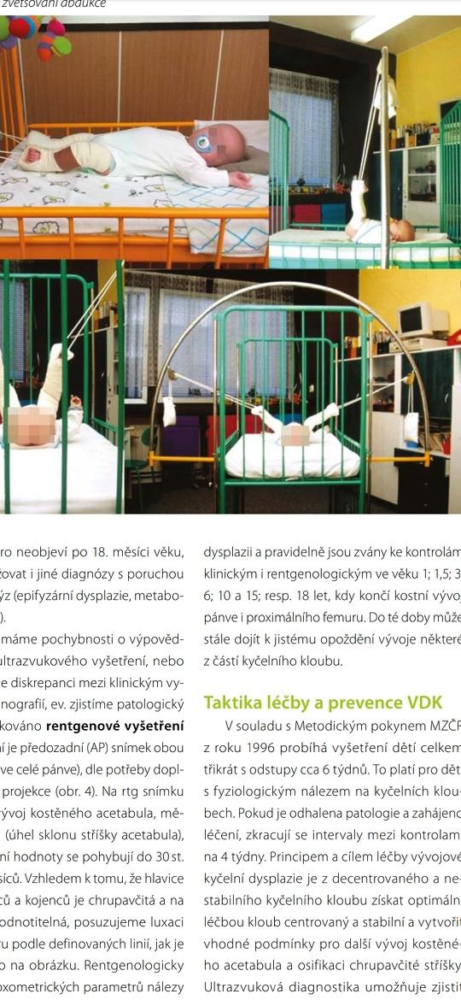 zvětšování abdukce
ro neobjeví po 18. měsíci věku,
žovat i jiné diagnózy s poruchou
ýz (epifyzární dysplazie, metabo-
).
máme pochybnosti o výpověd-
ultrazvukového vyšetření, nebo
e diskrepanci mezi klinickým vy-
nografií, ev. zjistíme patologický
kováno rentgenové vyšetření
ní je předozadní (AP) snímek obou
ve celé pánve), dle potřeby dopl-
projekce (obr. 4). Na rtg snímku
ývoj kostěného acetabula, mě-
(úhel sklonu stříšky acetabula),
ní hodnoty se pohybují do 30 st.
síců. Vzhledem k tomu, že hlavice
ců a kojenců je chrupavčitá a na
odnotitelná, posuzujeme luxaci
ru podle definovaných linií, jak je
o na obrázku. Rentgenologicky
oxometrických parametrů nálezy
dysplazii a pravidelně jsou zvány ke kontrolám
klinickým i rentgenologickým ve věku 1; 1,5; 3
6; 10 a 15; resp. 18 let, kdy končí kostní vývoj
pánve i proximálního femuru. Do té doby může
stále dojít k jistému opoždění vývoje některé
z částí kyčelního kloubu.
Taktika léčby a prevence VDK
V souladu s Metodickým pokynem MZČR
z roku 1996 probíhá vyšetření dětí celkem
třikrát s odstupy cca 6 týdnů. To platí pro dět
s fyziologickým nálezem na kyčelních klou-
bech. Pokud je odhalena patologie a zahájeno
léčení, zkracují se intervaly mezi kontrolam
na 4 týdny. Principem a cílem léčby vývojové
kyčelní dysplazie je z decentrovaného a ne-
stabilního kyčelního kloubu získat optimáln
léčbou kloub centrovaný a stabilní a vytvořit
vhodné podmínky pro další vývoj kostěné-
ho acetabula a osifikaci chrupavčité stříšky
Ultrazvuková diagnostika umožňuje zjistit